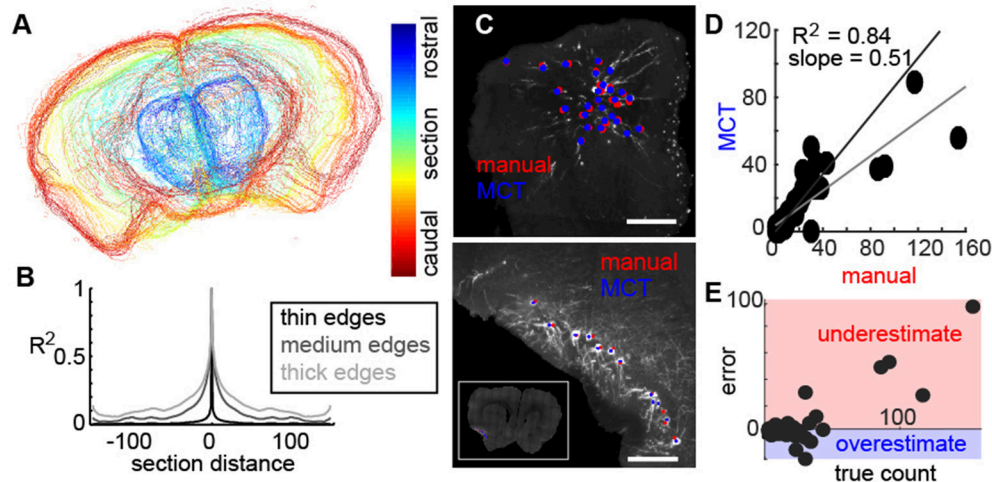 A
rostral
section
caudal
B
1
R²
0.5
0
thin edges
medium edges
thick edges
-100
0
100
section distance
C
manual
MCT
manual
MCT
D
R² = 0.84
slope = 0.51
MCT
120
80
40
0
0
40
80
120
160
manual
E
100
underestimate
error
100
0
overestimate
true count